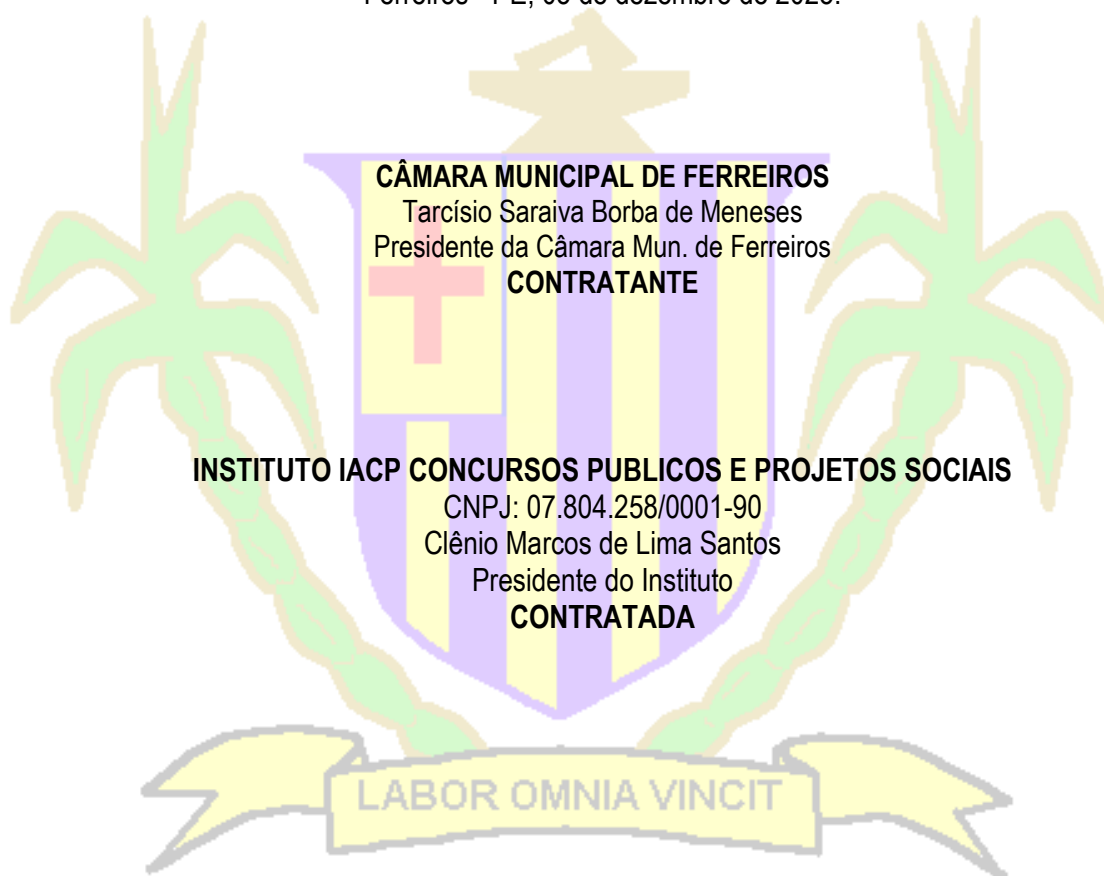 CÂMARA MUNICIPAL DE FERREIROS
Tarcísio Saraiva Borba de Meneses
Presidente da Câmara Mun. de Ferreiros
CONTRATANTE
INSTITUTO IACP CONCURSOS PUBLICOS E PROJETOS SOCIAIS
CNPJ: 07.804.258/0001-90
Clênio Marcos de Lima Santos
Presidente do Instituto
CONTRATADA
LABOR OMNIA VINCIT